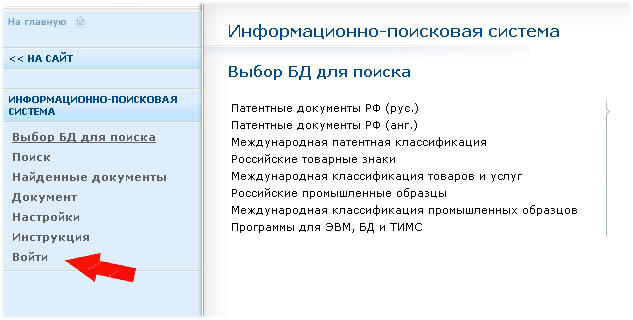 На главную
<< НА САЙТ
ИНФОРМАЦИОННО-ПОИСКОВАЯ
СИСТЕМА
Выбор БД для поиска
Поиск
Найденные документы
Документ
Настройки
Инструкция
Войти
Информационно-поисковая система
Выбор БД для поиска
Патентные документы РФ (рус.)
Патентные документы РФ (анг.)
Международная патентная классификация
Российские товарные знаки
Международная классификация товаров и услуг
Российские промышленные образцы
Международная классификация промышленных образцов
Программы для ЭВМ, БД и ТИМС